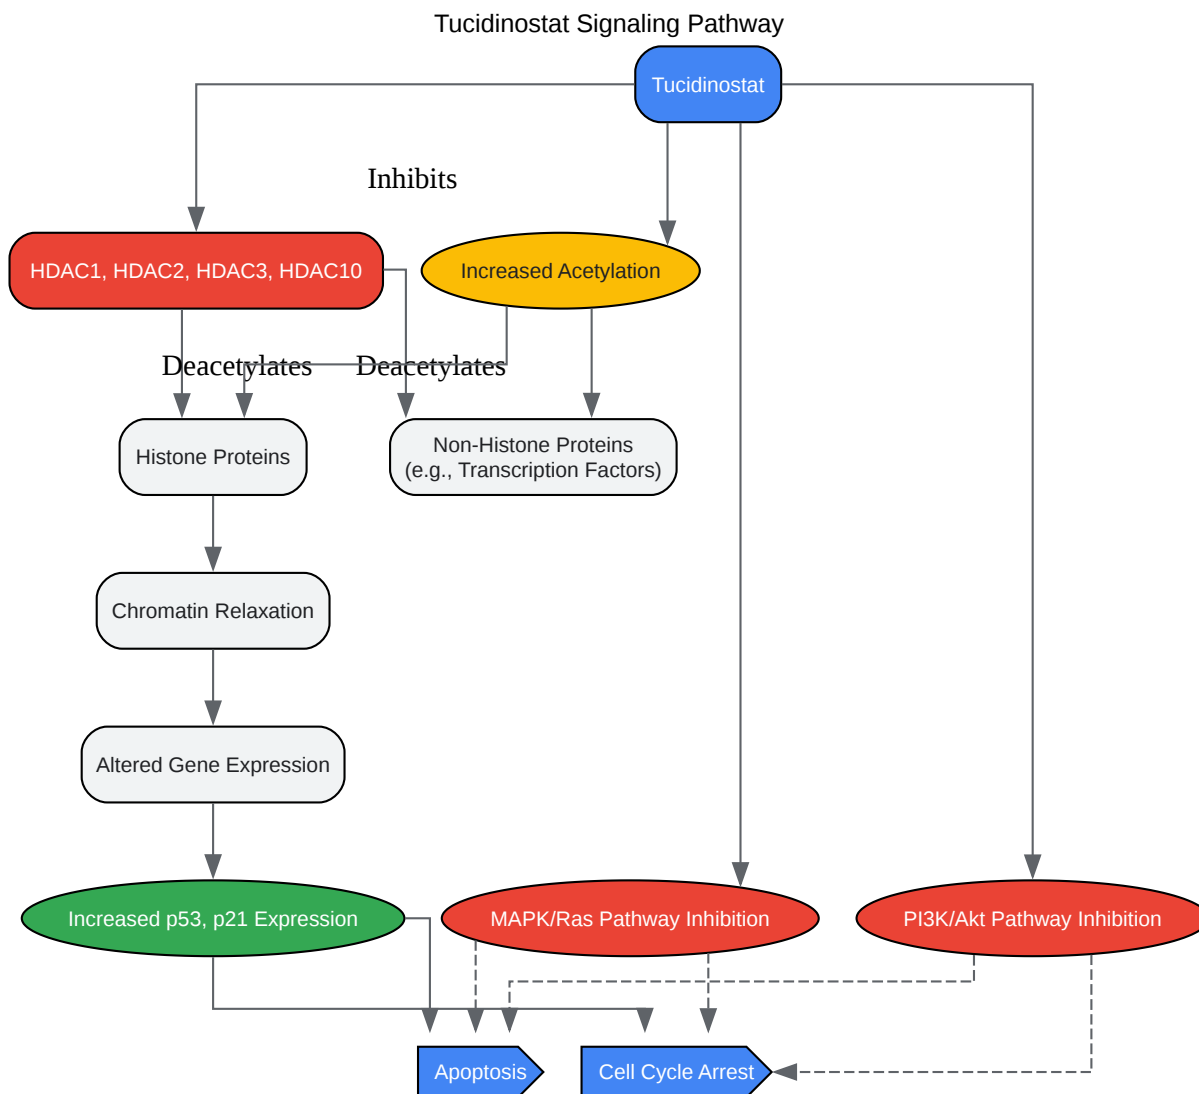 Tucidinostat Signaling Pathway
Tucidinostat
Inhibits
HDAC1, HDAC2, HDAC3, HDAC10
Increased Acetylation
Deacetylates
Deacetylates
Histone Proteins
Non-Histone Proteins
(e.g., Transcription Factors)
Chromatin Relaxation
Altered Gene Expression
Increased p53, p21 Expression
MAPK/Ras Pathway Inhibition
PI3K/Akt Pathway Inhibition
Apoptosis
Cell Cycle Arrest